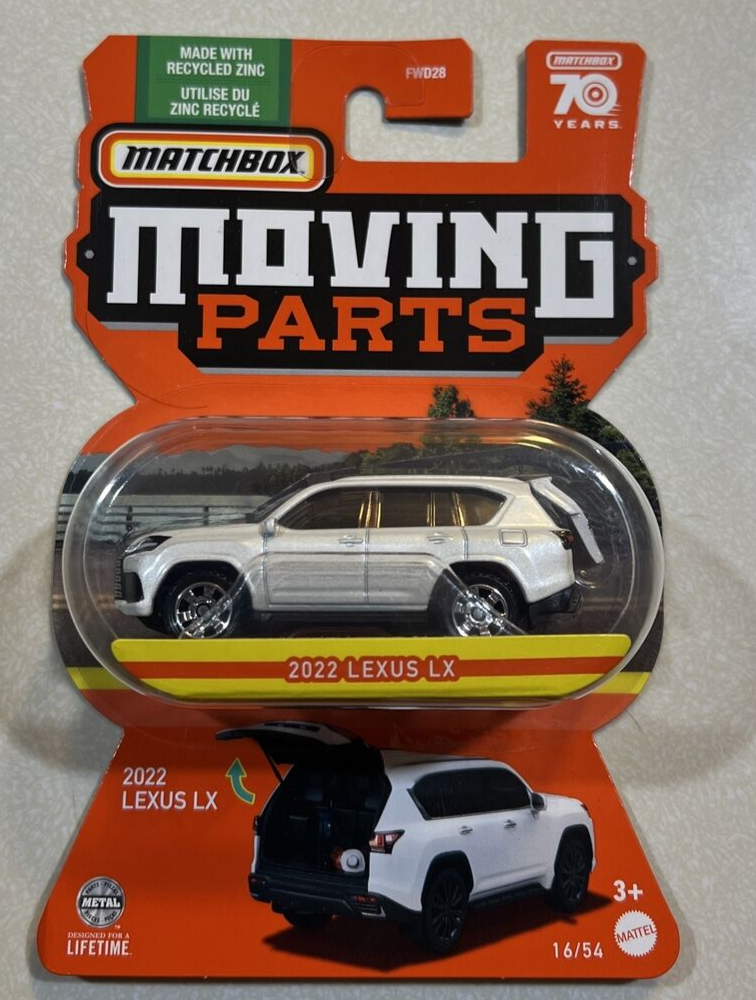 MADE WITH
RECYCLED ZINC
UTILISE DU
ZINC RECYCLÉ
FWD28
MATCHBOX
70
YEARS
MATCHBOX
MOVING
PARTS
2022 LEXUS LX
2022
LEXUS LX
METAL
DESIGNED FOR A
LIFETIME
3+
MATTEL
16/54